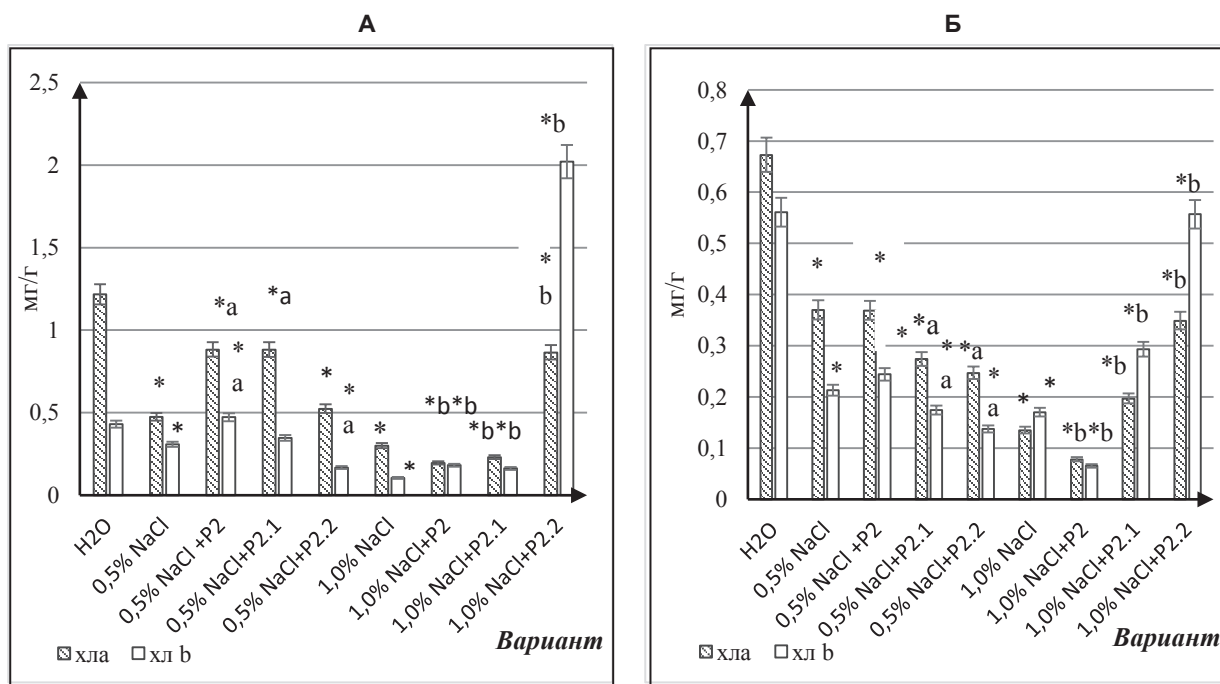 А
2,5
2
1,5
1
0,5
0
мг/г
*
*
*a
*
a
*a
*
*
a
*
*
*b*b
*b*b
*
b
*b
H2O
0,5% NaCl
0,5% NaCl +P2
0,5% NaCl+P2.1
0,5% NaCl+P2.2
1,0% NaCl
1,0% NaCl+P2
1,0% NaCl+P2.1
1,0% NaCl+P2.2
Вариант
хла хл b
Б
0,8
0,7
0,6
0,5
0,4
0,3
0,2
0,1
0
мг/г
*
*
*
*
*a
*
a
**a
*
a
*
*
*b*b
*b
*b
*b
*b
H2O
0,5% NaCl
0,5% NaCl +P2
0,5% NaCl+P2.1
0,5% NaCl+P2.2
1,0% NaCl
1,0% NaCl+P2
1,0% NaCl+P2.1
1,0% NaCl+P2.2
Вариант
хла хл b